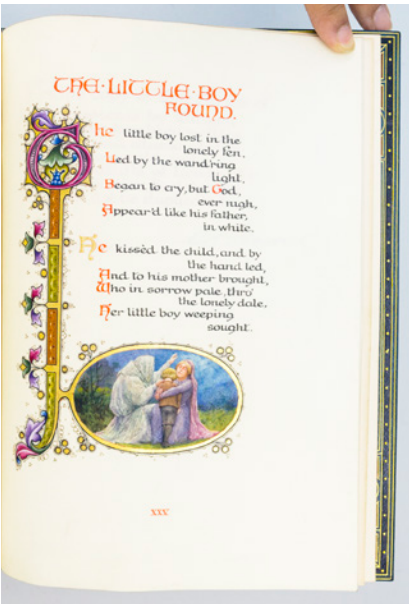 THE·LITTLE·BOY
FOUND.
The little boy lost in the
lonely fen,
Led by the wand'ring
light,
Began to cry, but God,
ever nigh,
Appear'd like his father,
in white.
He kissèd the child, and by
the hand led,
And to his mother brought,
Who in sorrow pale, thro'
the lonely dale,
Her little boy weeping
sought.
xxx